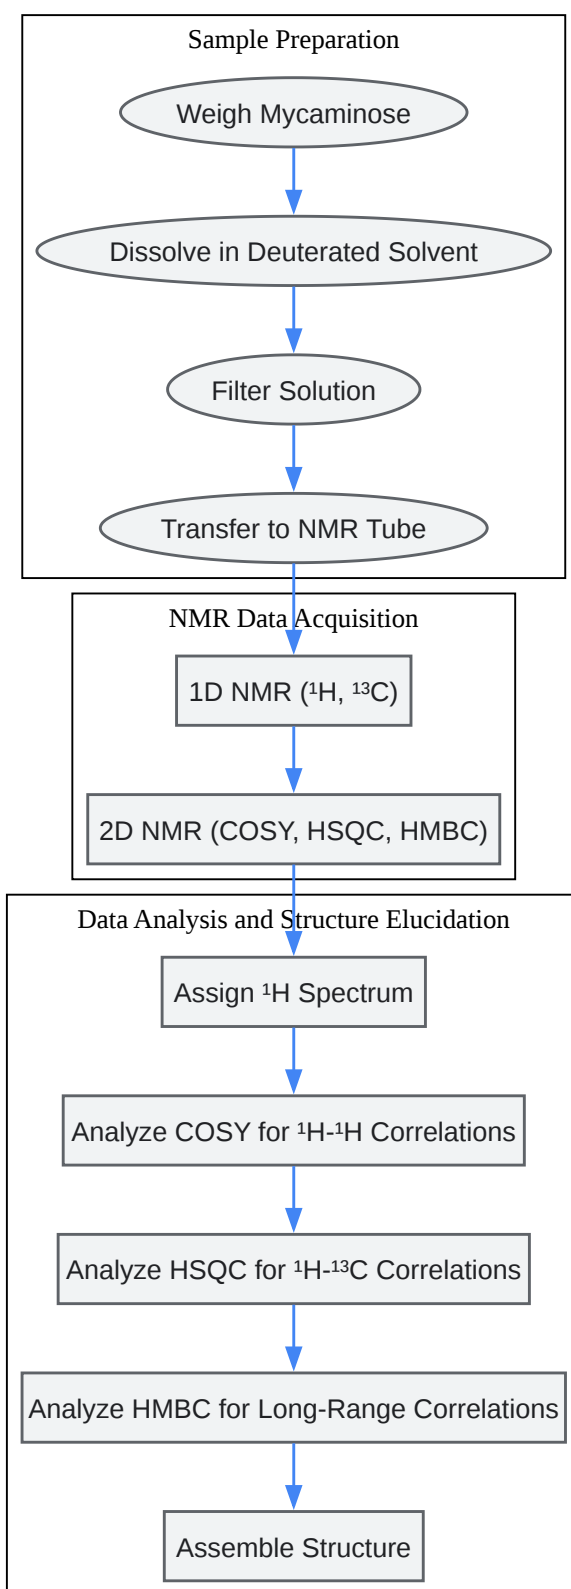 Sample Preparation
Weigh Mycaminose
Dissolve in Deuterated Solvent
Filter Solution
Transfer to NMR Tube
NMR Data Acquisition
1D NMR (¹H, ¹³C)
2D NMR (COSY, HSQC, HMBC)
Data Analysis and Structure Elucidation
Assign ¹H Spectrum
Analyze COSY for ¹H-¹H Correlations
Analyze HSQC for ¹H-¹³C Correlations
Analyze HMBC for Long-Range Correlations
Assemble Structure